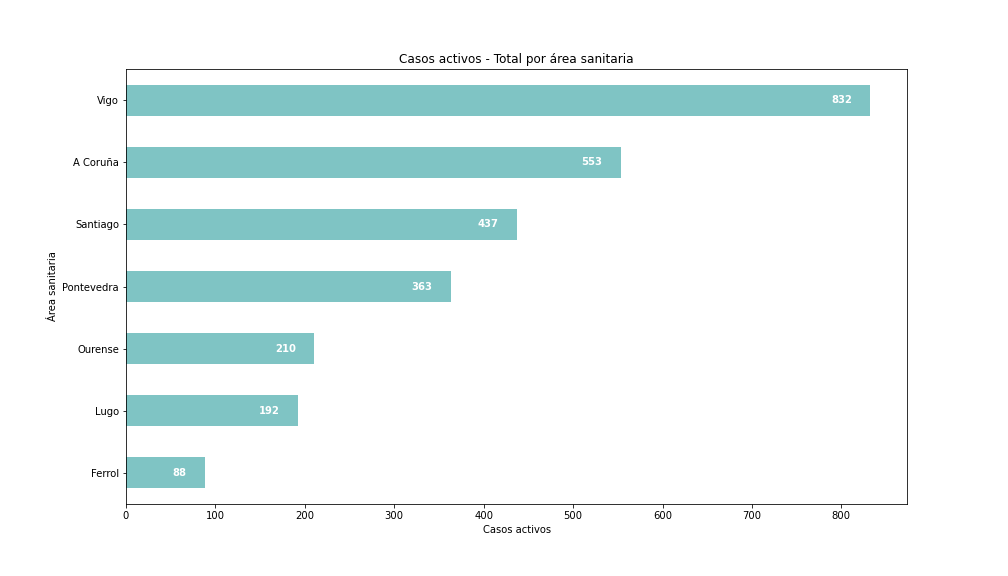 Casos activos - Total por área sanitaria
Vigo
832
A Coruña
553
Santiago
437
Pontevedra
363
Ourense
210
Lugo
192
Ferrol
88
Área sanitaria
0 100 200 300 400 500 600 700 800
Casos activos